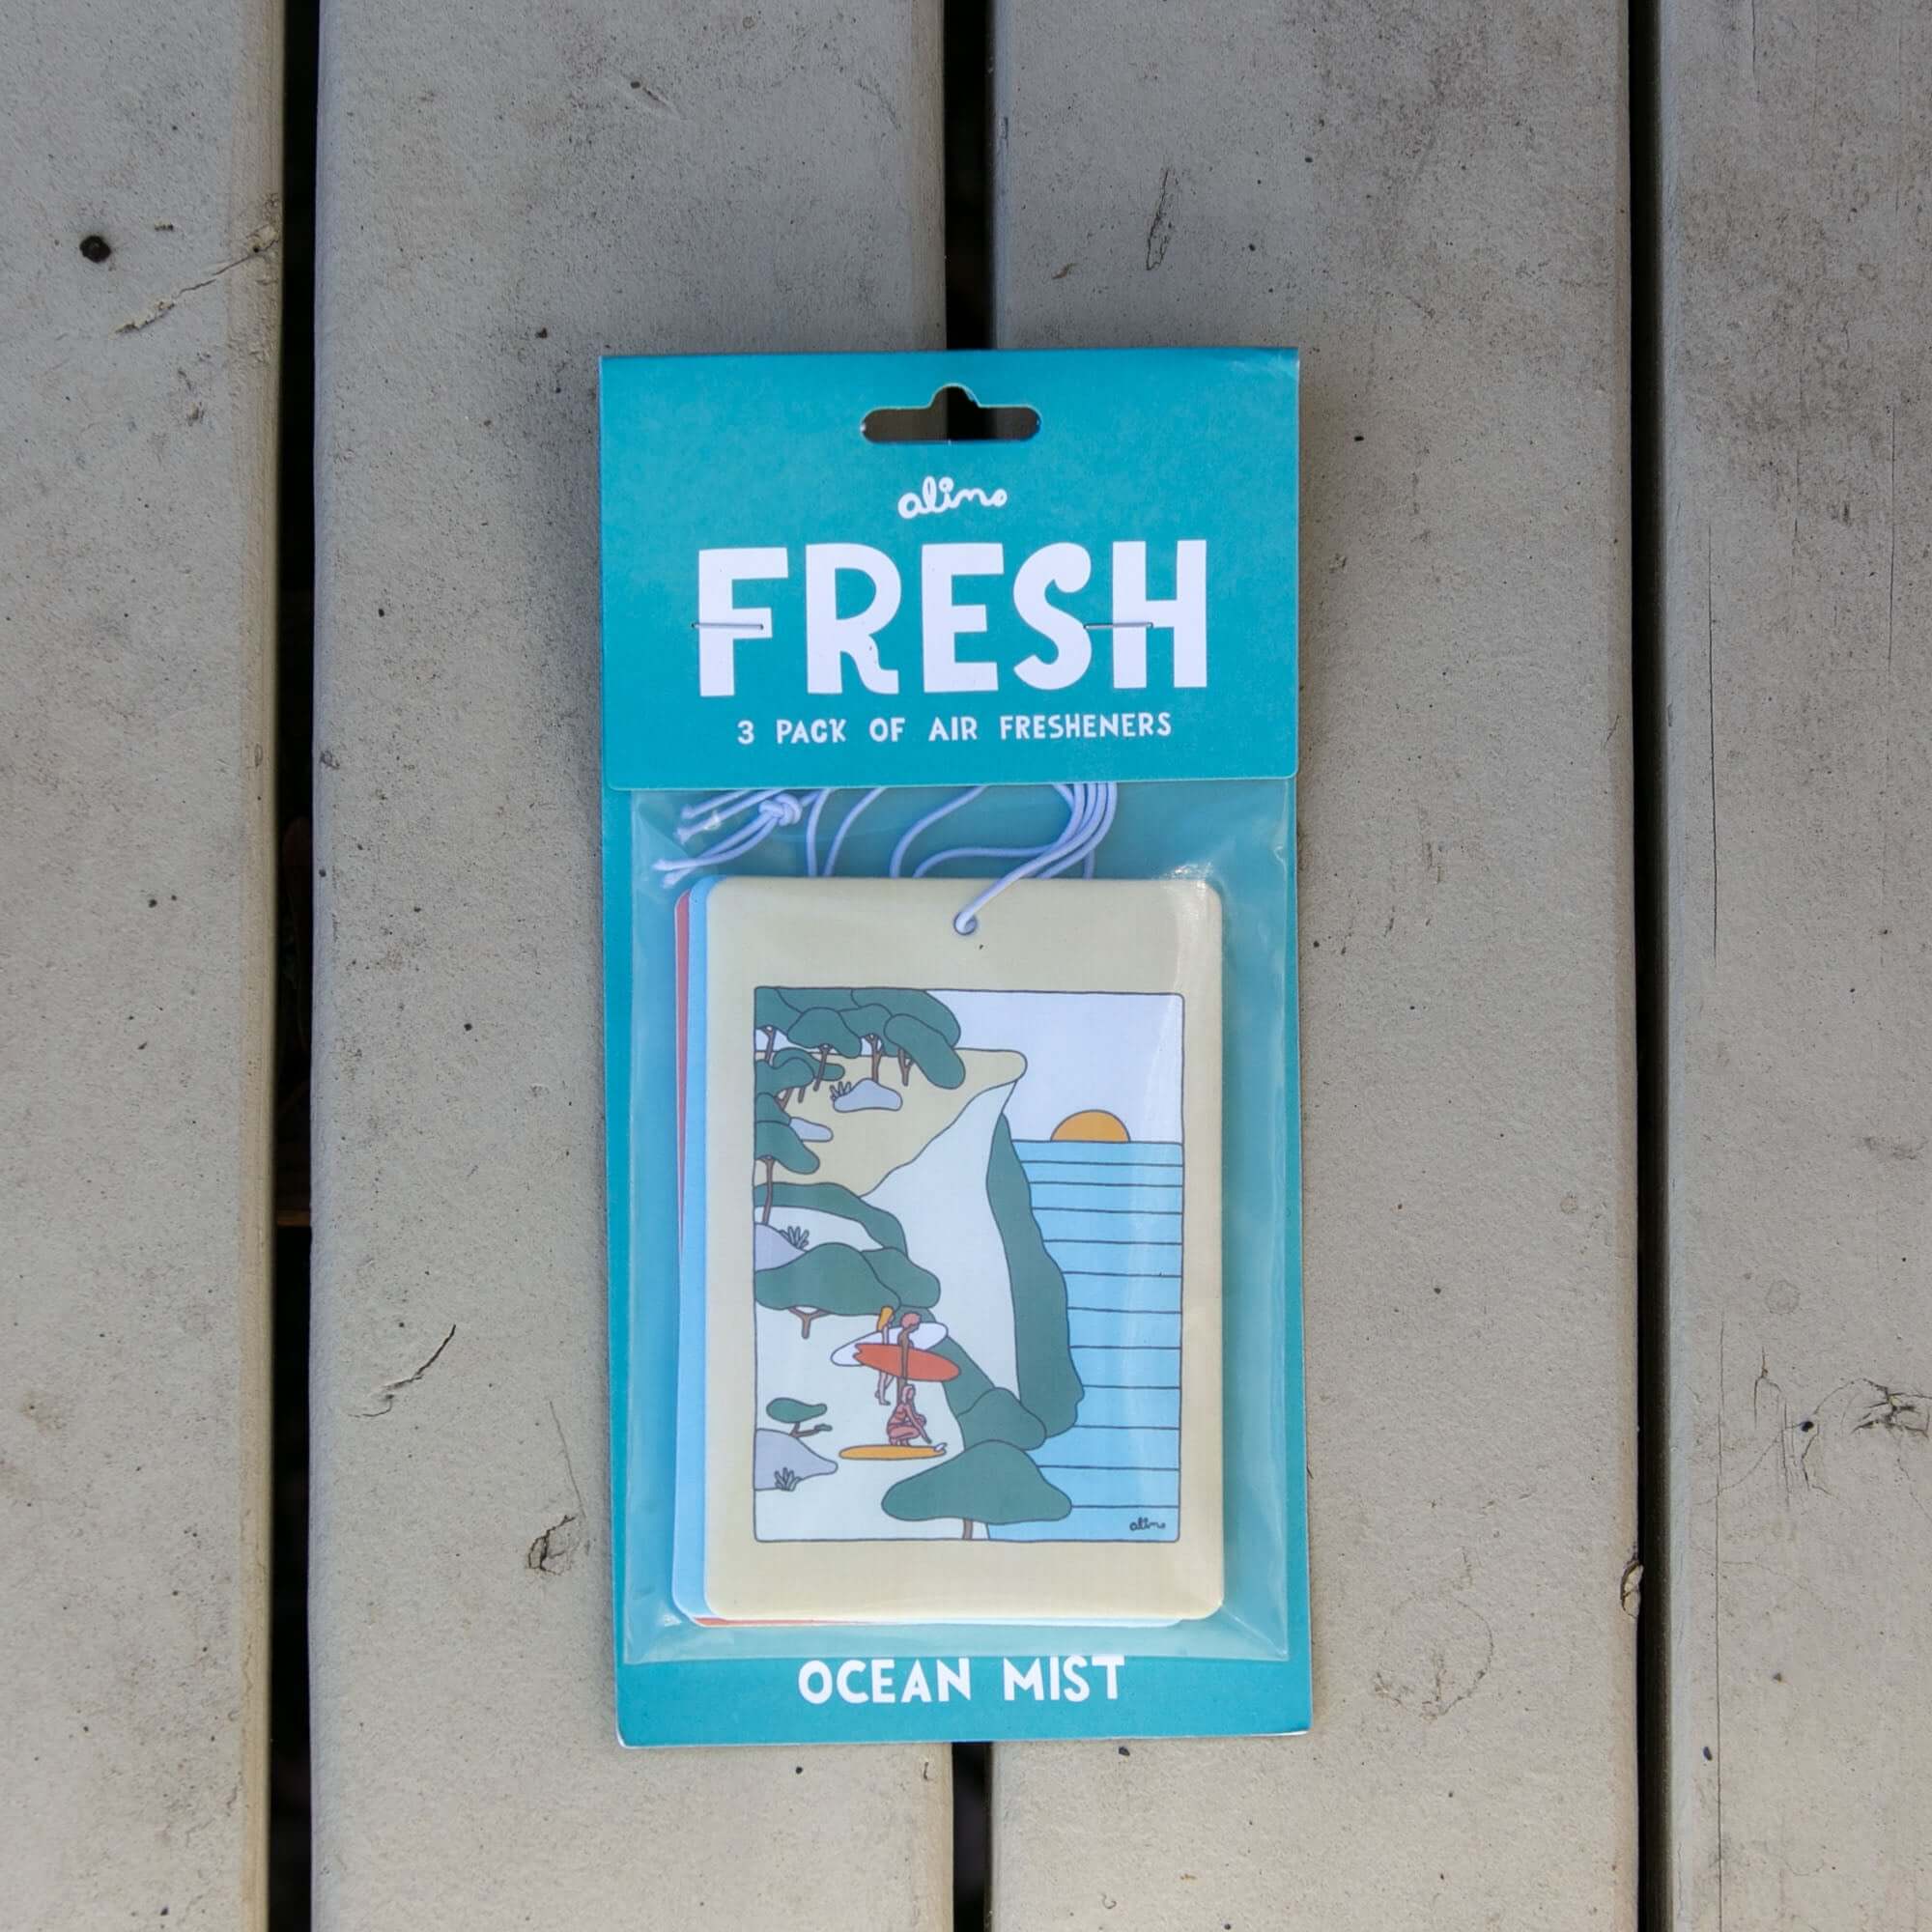 alino
FRESH
3 PACK OF AIR FRESHENERS
alino
OCEAN MIST